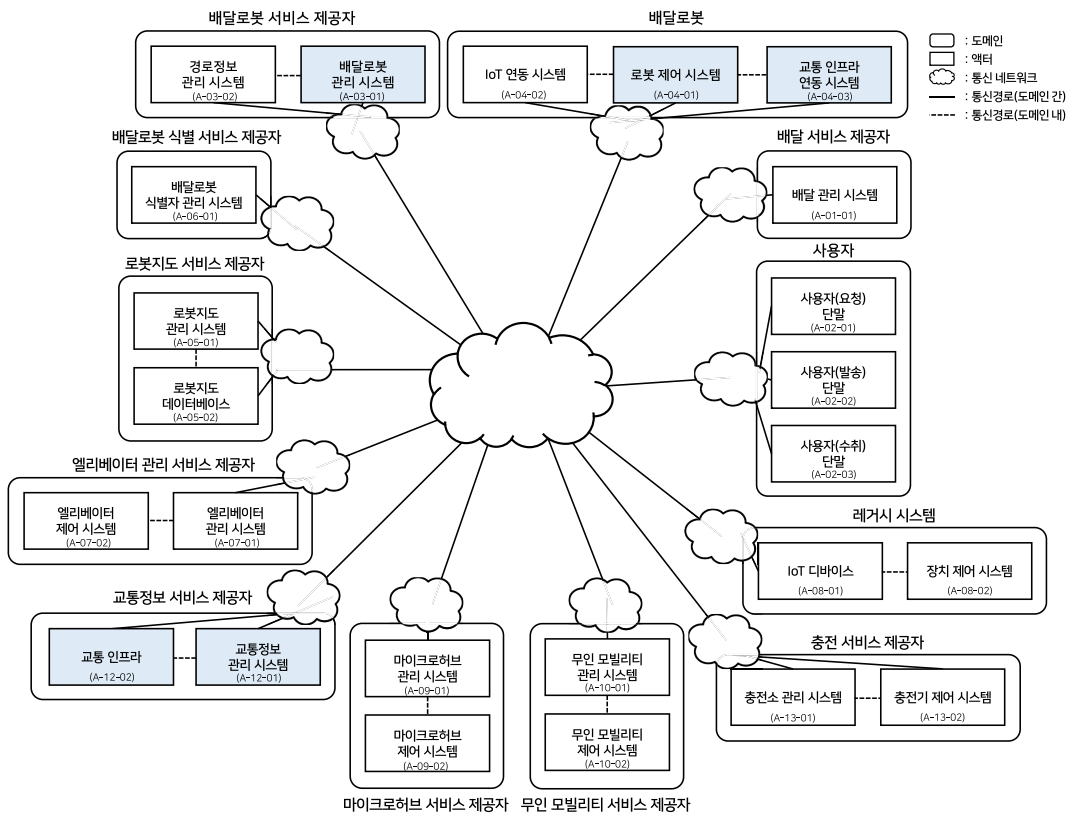 배달로봇 서비스 제공자
경로정보
관리 시스템
(A-03-02)
배달로봇
관리 시스템
(A-03-01)
배달로봇
IoT 연동 시스템
(A-04-02)
로봇 제어 시스템
(A-04-01)
교통 인프라
연동 시스템
(A-04-03)
: 도메인
: 액터
: 통신 네트워크
: 통신경로(도메인 간)
: 통신경로(도메인 내)
배달로봇 식별 서비스 제공자
배달로봇
식별자 관리 시스템
(A-06-01)
배달 서비스 제공자
배달 관리 시스템
(A-01-01)
로봇지도 서비스 제공자
로봇지도
관리 시스템
(A-05-01)
로봇지도
데이터베이스
(A-05-02)
사용자
사용자(요청)
단말
(A-02-01)
사용자(발송)
단말
(A-02-02)
사용자(수취)
단말
(A-02-03)
엘리베이터 관리 서비스 제공자
엘리베이터
제어 시스템
(A-07-02)
엘리베이터
관리 시스템
(A-07-01)
레거시 시스템
IoT 디바이스
(A-08-01)
장치 제어 시스템
(A-08-02)
교통정보 서비스 제공자
교통 인프라
(A-12-02)
교통정보
관리 시스템
(A-12-01)
마이크로허브
관리 시스템
(A-09-01)
마이크로허브
제어 시스템
(A-09-02)
마이크로허브 서비스 제공자
무인 모빌리티
관리 시스템
(A-10-01)
무인 모빌리티
제어 시스템
(A-10-02)
무인 모빌리티 서비스 제공자
충전 서비스 제공자
충전소 관리 시스템
(A-13-01)
충전기 제어 시스템
(A-13-02)